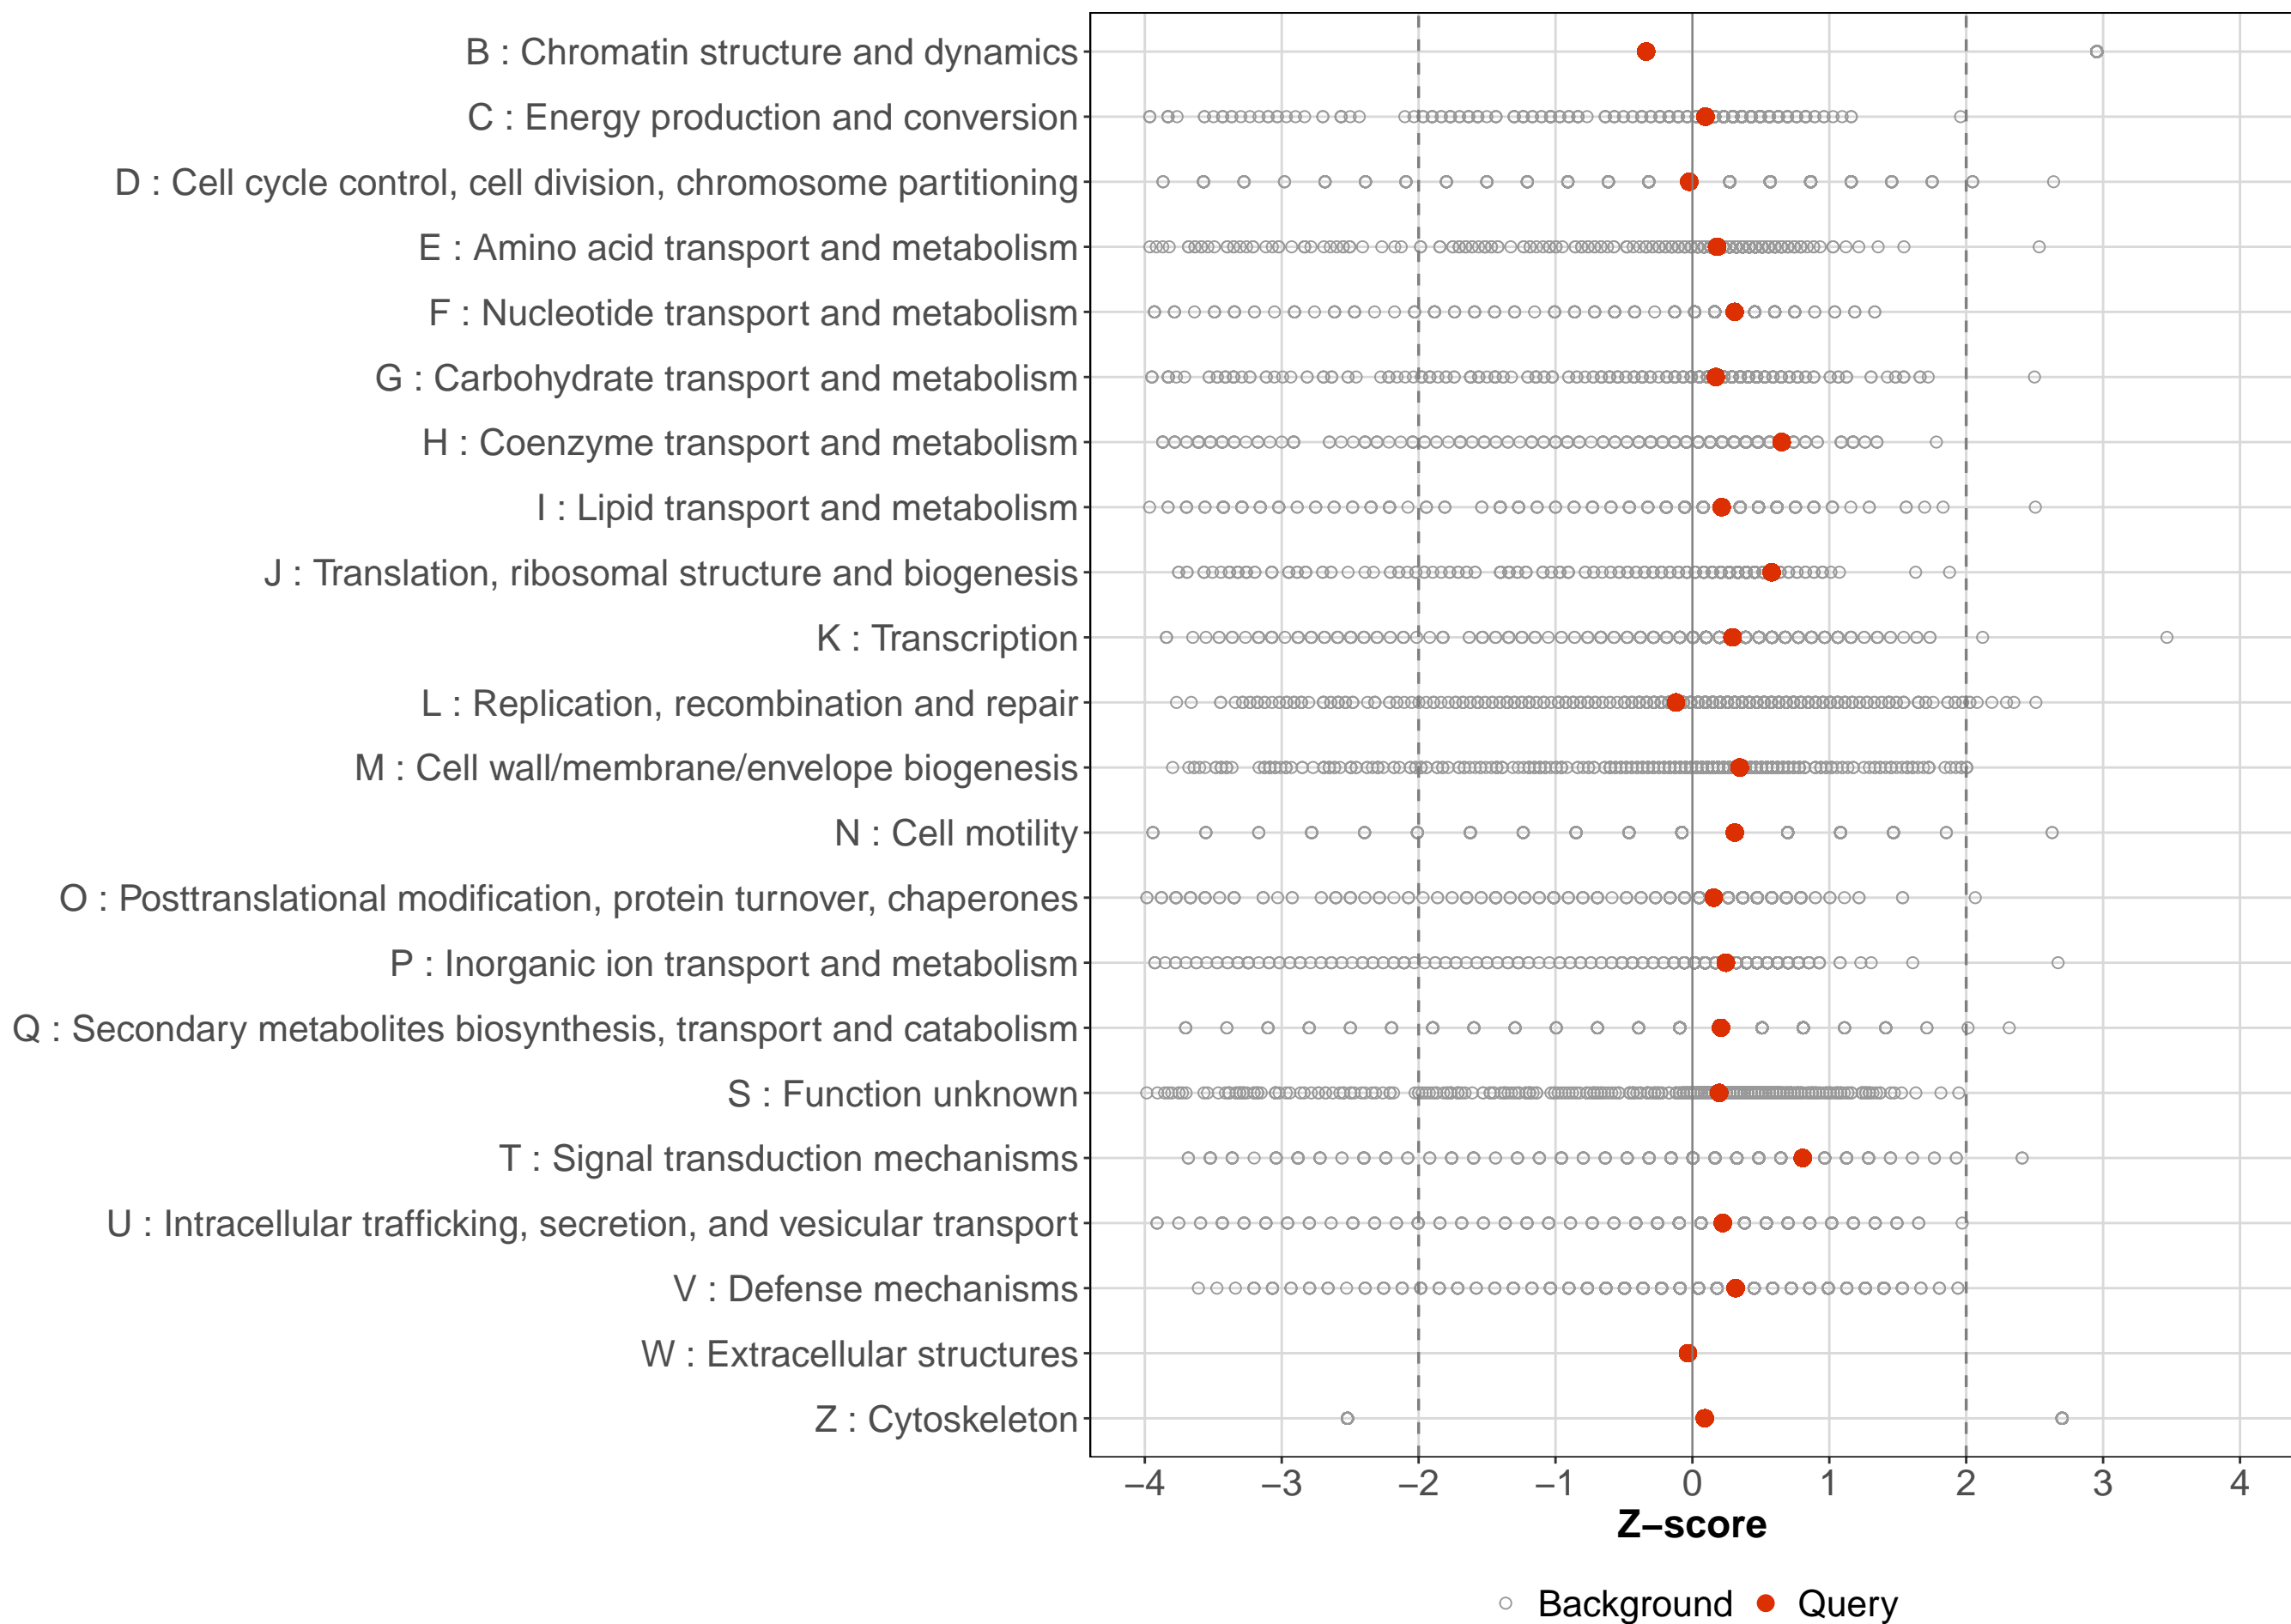 B : Chromatin structure and dynamics
C : Energy production and conversion
D : Cell cycle control, cell division, chromosome partitioning
E : Amino acid transport and metabolism
F : Nucleotide transport and metabolism
G : Carbohydrate transport and metabolism
H : Coenzyme transport and metabolism
I : Lipid transport and metabolism
J : Translation, ribosomal structure and biogenesis
K : Transcription
L : Replication, recombination and repair
M : Cell wall/membrane/envelope biogenesis
N : Cell motility
O : Posttranslational modification, protein turnover, chaperones
P : Inorganic ion transport and metabolism
Q : Secondary metabolites biosynthesis, transport and catabolism
S : Function unknown
T : Signal transduction mechanisms
U : Intracellular trafficking, secretion, and vesicular transport
V : Defense mechanisms
W : Extracellular structures
Z : Cytoskeleton
−4 −3 −2 −1 0 1 2 3 4
Z−score
Background Query